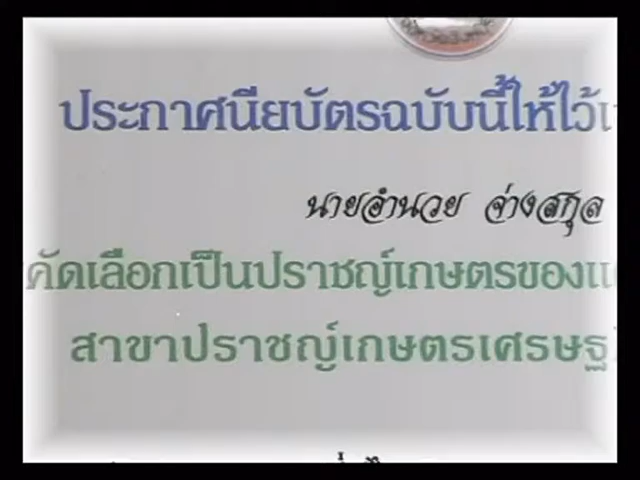 ประกาศนียบัตรฉบับนี้ให้ไว้
นายอำนวย จ่างสกุล
คัดเลือกเป็นปราชญ์เกษตรของ
สาขาปราชญ์เกษตรเศรษฐ